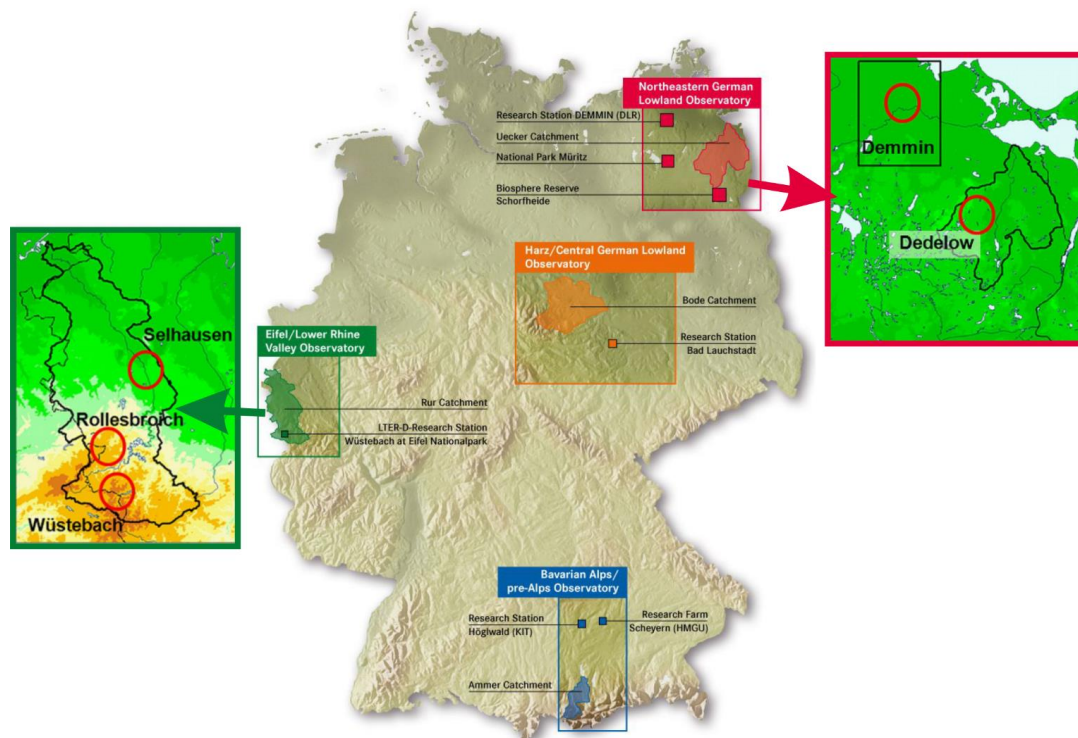 Northeastern German
Lowland Observatory
Research Station DEMMIN (DLR)
Uecker Catchment
National Park Müritz
Biosphere Reserve
Schorfheide
Demmin
Dedelow
Harz/Central German Lowland
Observatory
Bode Catchment
Research Station
Bad Lauchstadt
Selhausen
Rollesbroich
Wüstebach
Eifel/Lower Rhine
Valley Observatory
Rur Catchment
LTER-D-Research Station
Wüstebach at Eifel Nationalpark
Bavarian Alps/
pre-Alps Observatory
Research Station
Höglwald (KIT)
Research Farm
Scheyern (HMGU)
Ammer Catchment